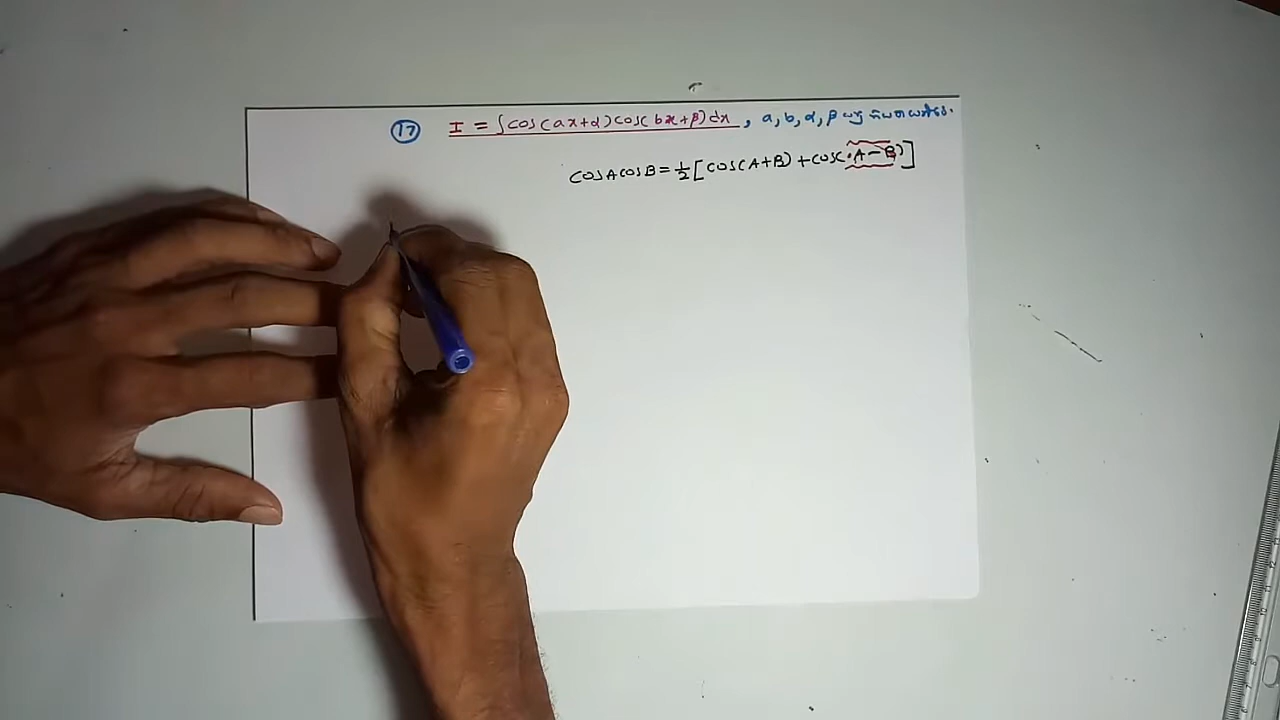 17 I = ∫cos(ax+α)cos(bx+β)dx, a, b, α, β
cosAcosB = 1/2[cos(A+B)+cos(A-B)]